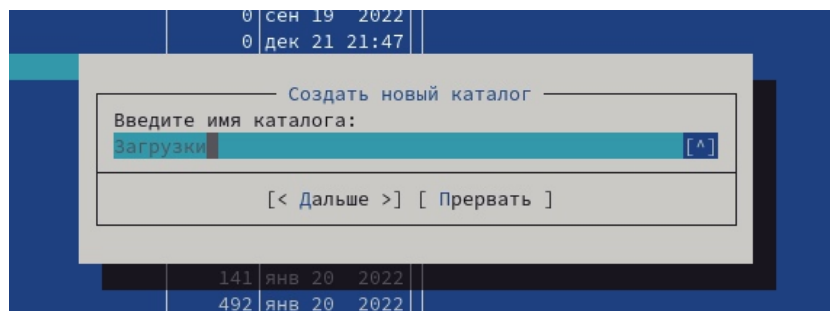 0 сен 19 2022
0 дек 21 21:47
Создать новый каталог
Введите имя каталога:
Загрузки [^]
[< Дальше >] [ Прервать ]
141 янв 20 2022
492 янв 20 2022